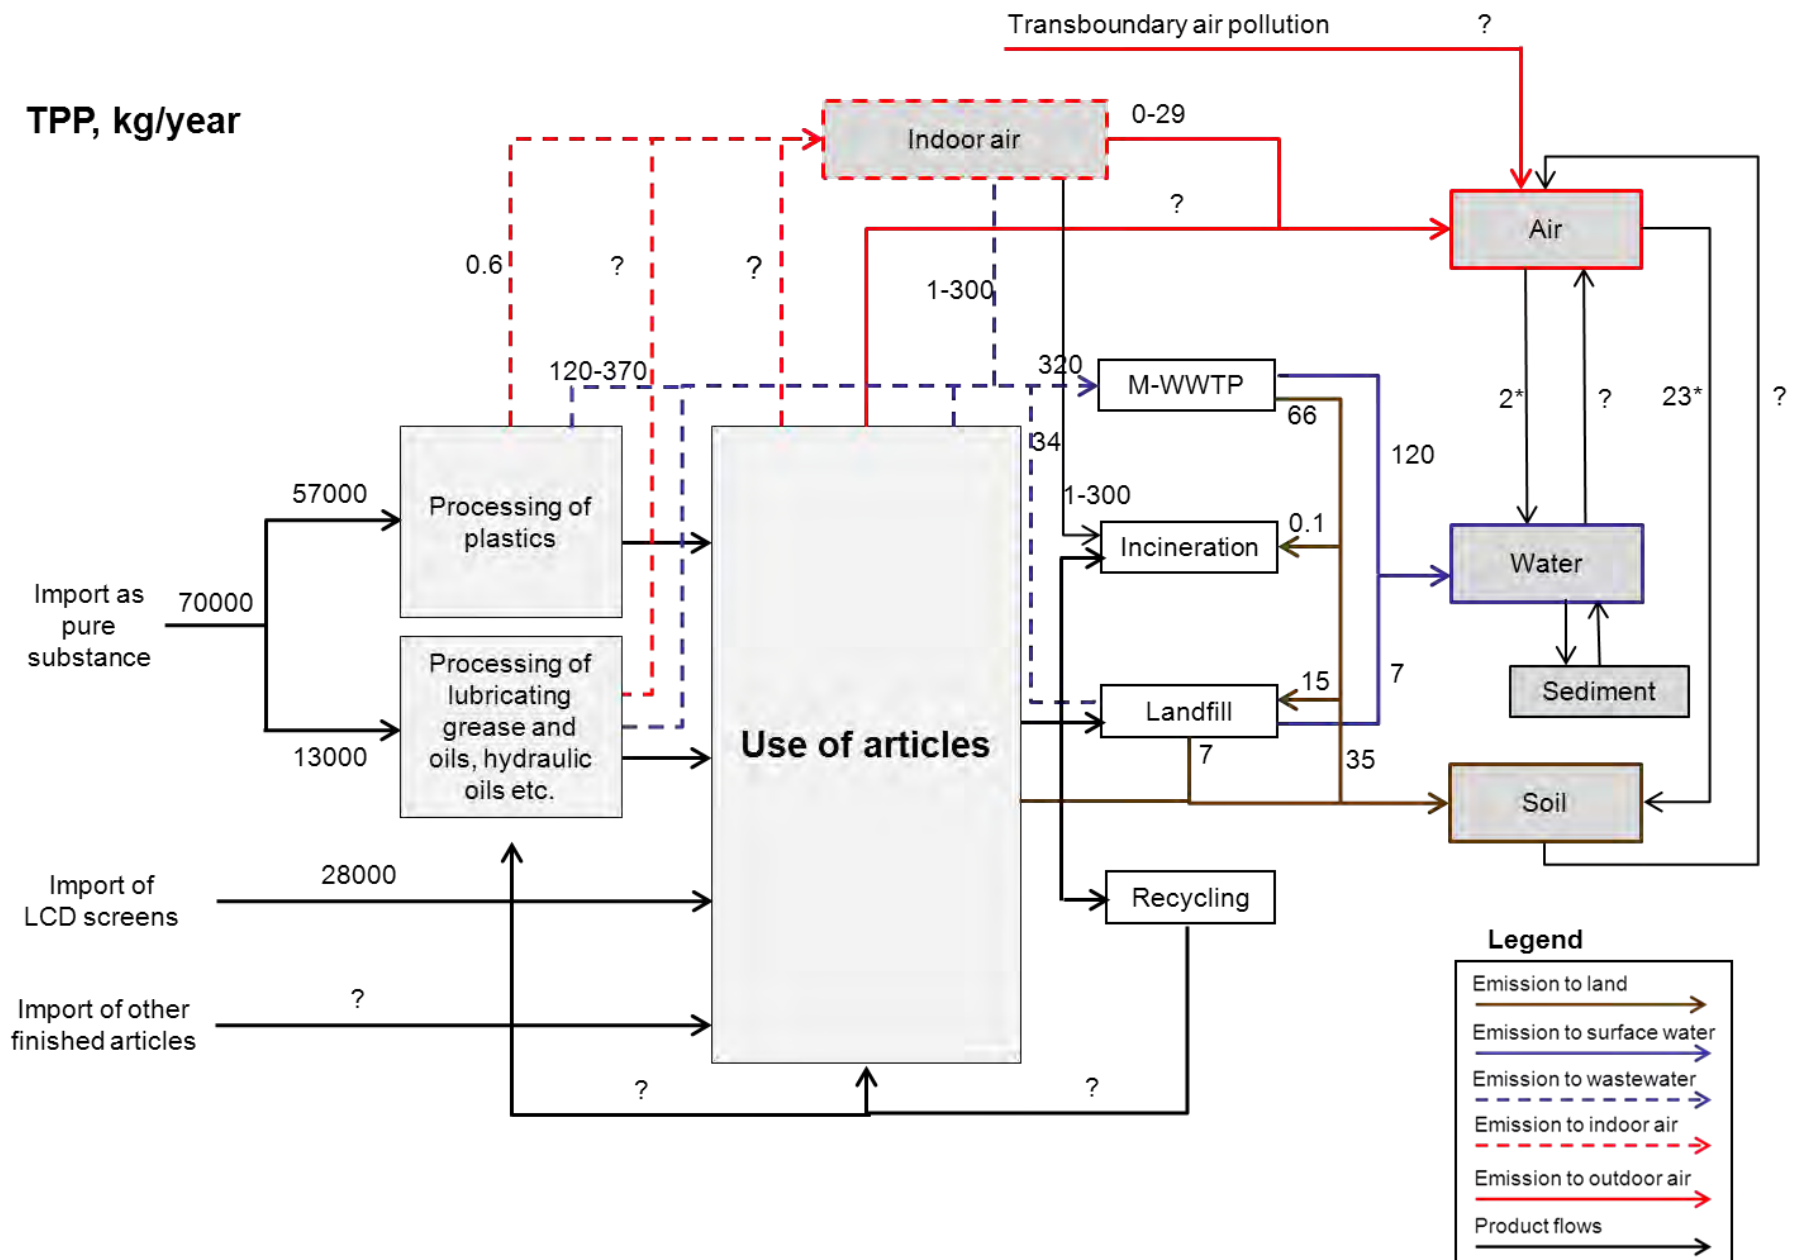 Transboundary air pollution ?
TPP, kg/year
Indoor air
0-29
?
Air
0.6
?
?
1-300
120-370
320
M-WWTP
66
34
2*
?
23*
?
120
57000
Processing of
plastics
1-300
0.1
Incineration
Water
Import as
pure
substance
70000
Processing of
lubricating
grease and
oils, hydraulic
oils etc.
13000
Use of articles
15
7
Landfill
Sediment
7
35
Soil
Import of
LCD screens
28000
Recycling
Import of other
finished articles
?
?
?
Legend
Emission to land
Emission to surface water
Emission to wastewater
Emission to indoor air
Emission to outdoor air
Product flows